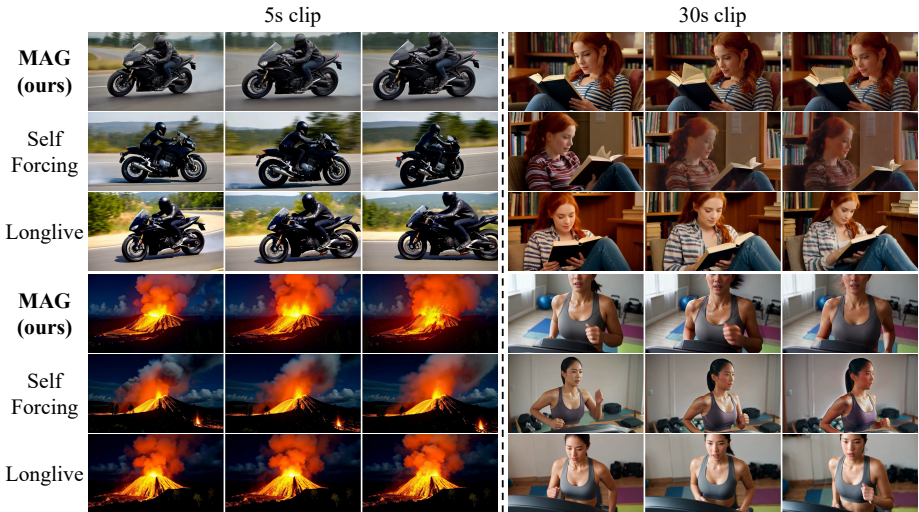 5s clip
30s clip
MAG
(ours)
Self
Forcing
Longlive
MAG
(ours)
Self
Forcing
Longlive